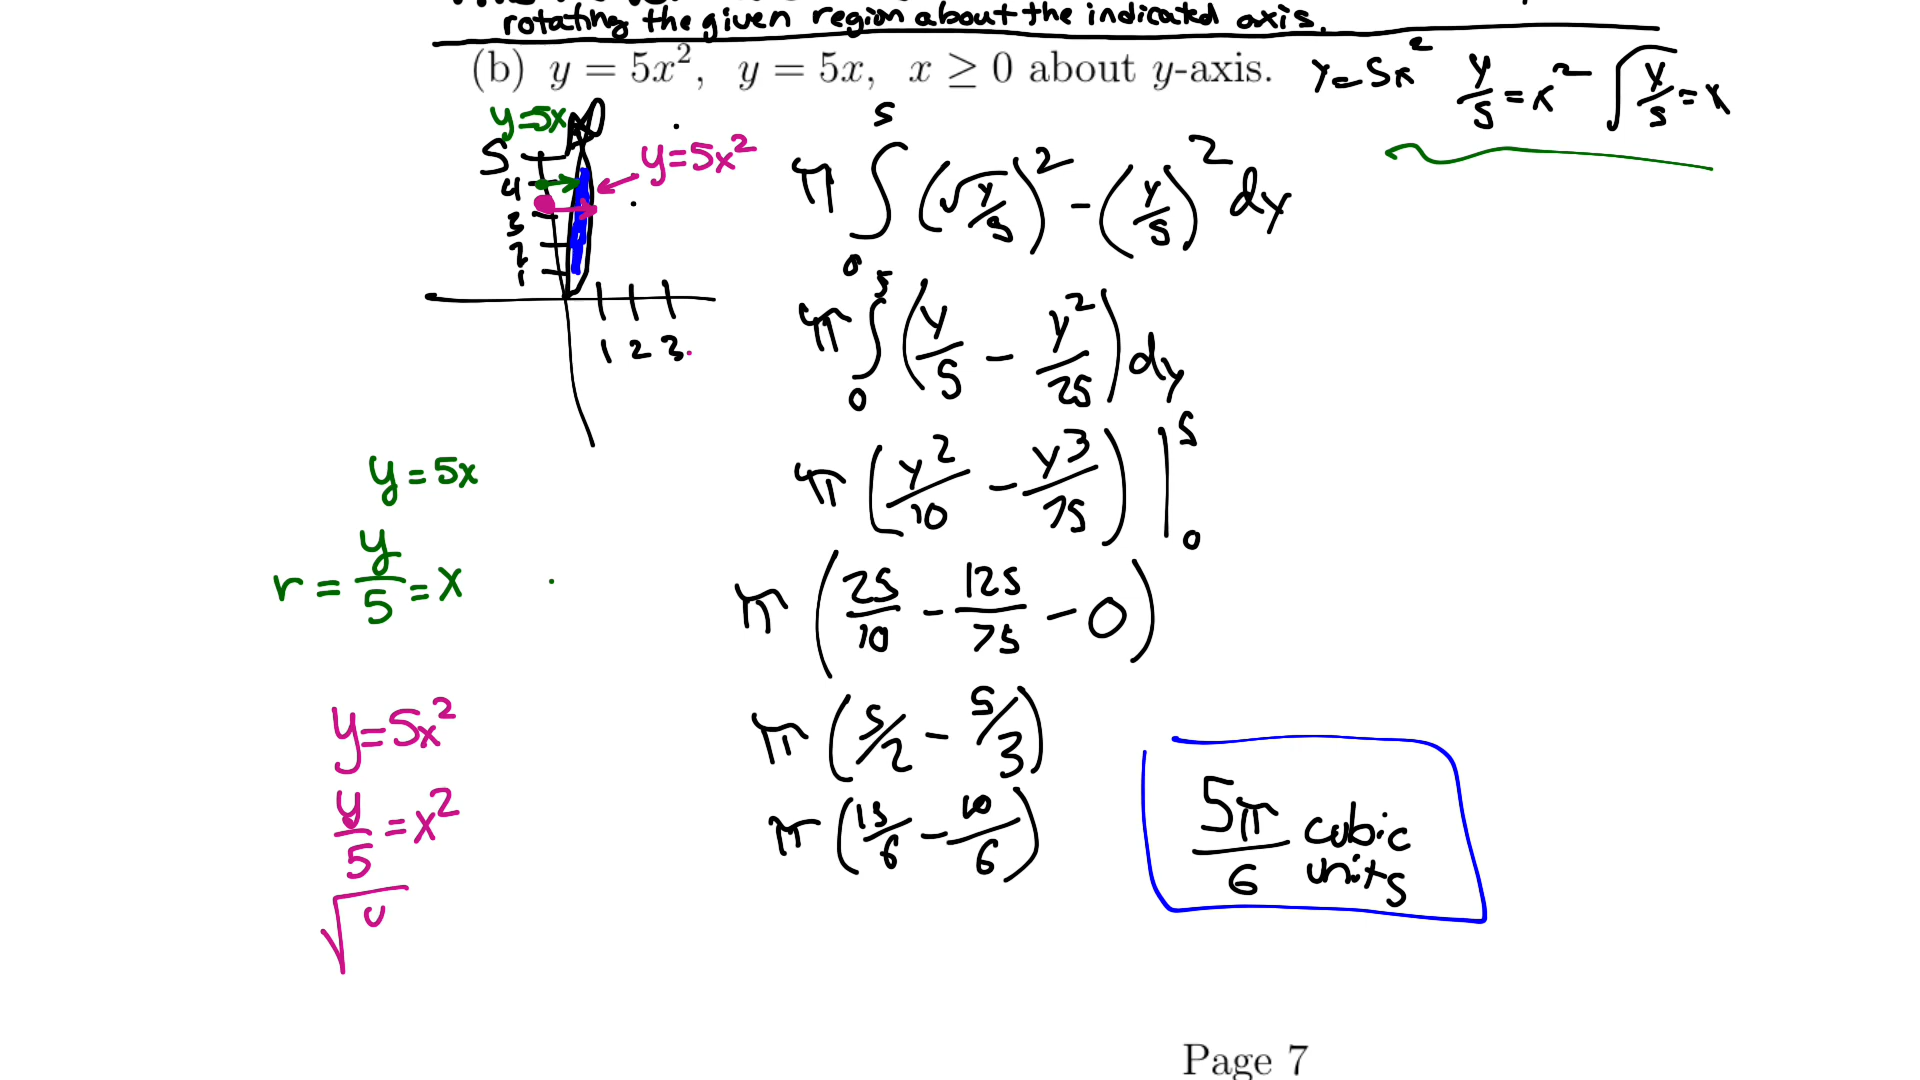 rotating the given region about the indicated axis.
(b) y = 5x², y = 5x, x ≥ 0 about y-axis.
y=5x² y/5 = x² √(y/5) = x
y=5x
y=5x²
5
4
3
2
1
1 2 3
π ∫₀⁵ (√(y/5))² - (y/5)² dy
π ∫₀⁵ (y/5 - y²/25) dy
π (y²/10 - y³/75) |₀⁵
π (25/10 - 125/75 - 0)
π (5/2 - 5/3)
π (15/6 - 10/6)
5π/6 cubic units
y = 5x
r = y/5 = x
y=5x²
y/5 = x²
√y
Page 7